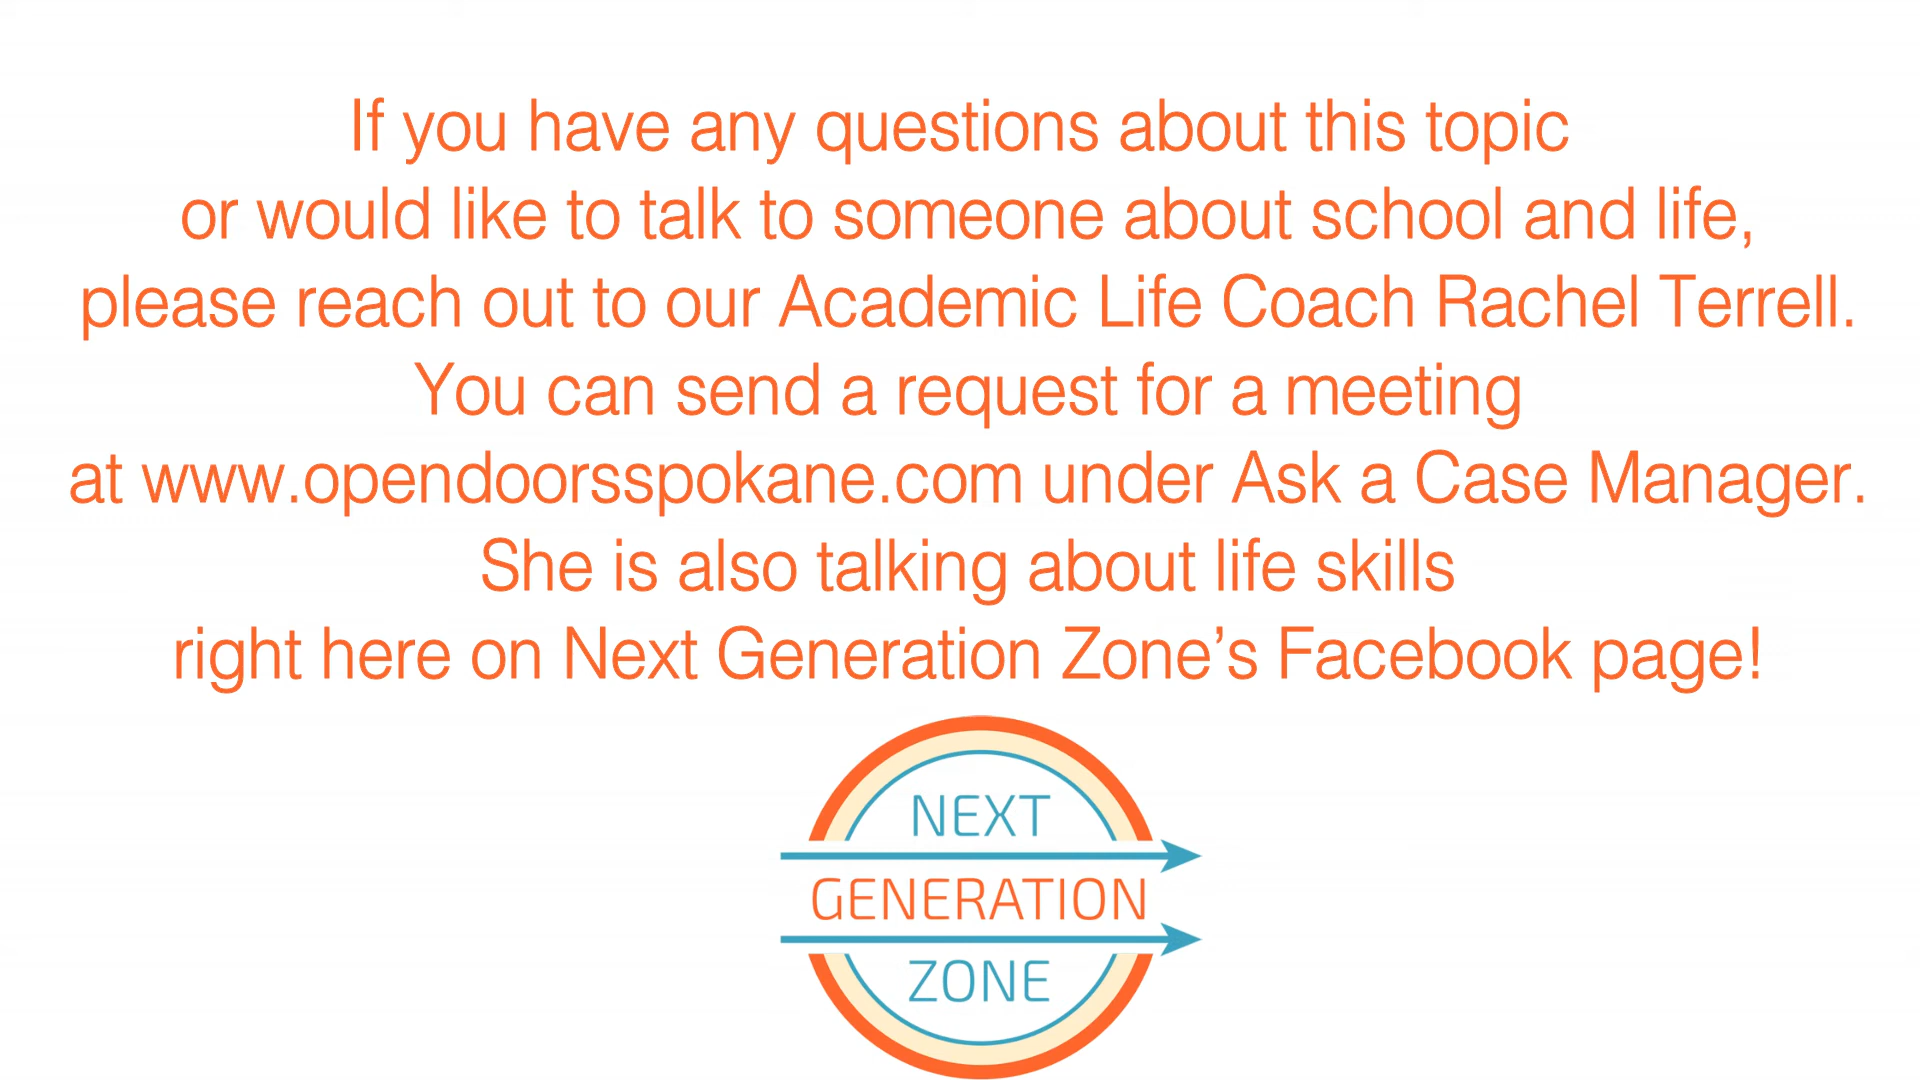 If you have any questions about this topic
or would like to talk to someone about school and life,
please reach out to our Academic Life Coach Rachel Terrell.
You can send a request for a meeting
at www.opendoorsspokane.com under Ask a Case Manager.
She is also talking about life skills
right here on Next Generation Zone’s Facebook page!
NEXT
GENERATION
ZONE